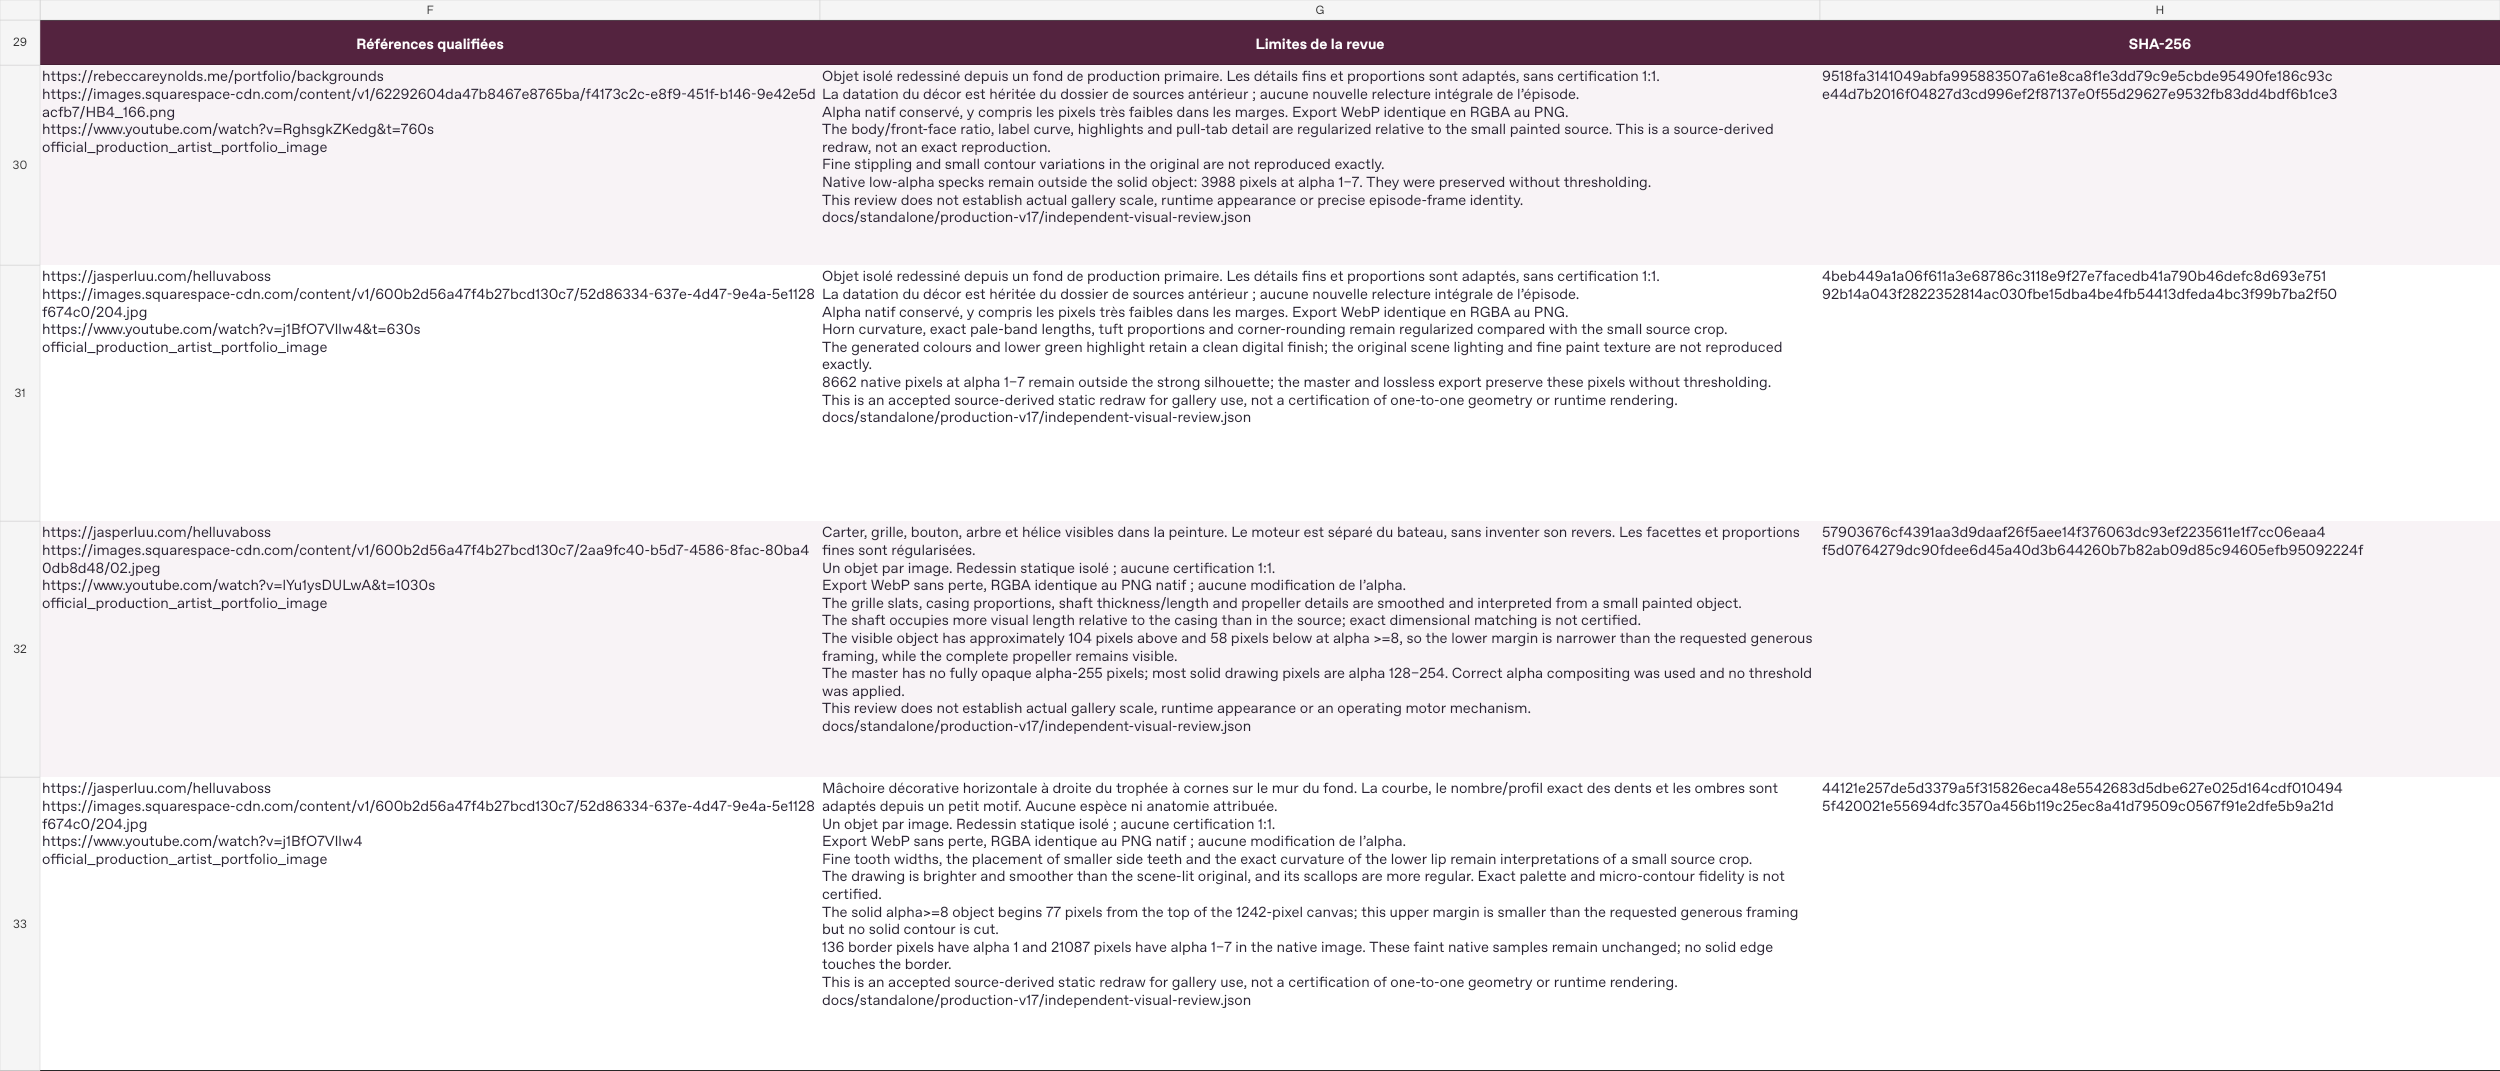 F
G
H
29
Références qualifiées
Limites de la revue
SHA-256
30
https://rebeccareynolds.me/portfolio/backgrounds
https://images.squarespace-cdn.com/content/v1/62292604da47b8467e8765ba/f4173c2c-e8f9-451f-b146-9e42e5d
acfb7/HB4_166.png
https://www.youtube.com/watch?v=RghsgkZKedg&t=760s
official_production_artist_portfolio_image
Objet isolé redessiné depuis un fond de production primaire. Les détails fins et proportions sont adaptés, sans certification 1:1.
La datation du décor est héritée du dossier de sources antérieur ; aucune nouvelle relecture intégrale de l’épisode.
Alpha natif conservé, y compris les pixels très faibles dans les marges. Export WebP identique en RGBA au PNG.
The body/front-face ratio, label curve, highlights and pull-tab detail are regularized relative to the small painted source. This is a source-derived
redraw, not an exact reproduction.
Fine stippling and small contour variations in the original are not reproduced exactly.
Native low-alpha specks remain outside the solid object: 3988 pixels at alpha 1–7. They were preserved without thresholding.
This review does not establish actual gallery scale, runtime appearance or precise episode-frame identity.
docs/standalone/production-v17/independent-visual-review.json
9518fa3141049abfa995883507a61e8ca8f1e3dd79c9e5cbde95490fe186c93c
e44d7b2016f04827d3cd996ef2f87137e0f55d29627e9532fb83dd4bdf6b1ce3
31
https://jasperluu.com/helluvaboss
https://images.squarespace-cdn.com/content/v1/600b2d56a47f4b27bcd130c7/52d86334-637e-4d47-9e4a-5e1128
f674c0/204.jpg
https://www.youtube.com/watch?v=j1BfO7VlIw4&t=630s
official_production_artist_portfolio_image
Objet isolé redessiné depuis un fond de production primaire. Les détails fins et proportions sont adaptés, sans certification 1:1.
La datation du décor est héritée du dossier de sources antérieur ; aucune nouvelle relecture intégrale de l’épisode.
Alpha natif conservé, y compris les pixels très faibles dans les marges. Export WebP identique en RGBA au PNG.
Horn curvature, exact pale-band lengths, tuft proportions and corner-rounding remain regularized compared with the small source crop.
The generated colours and lower green highlight retain a clean digital finish; the original scene lighting and fine paint texture are not reproduced
exactly.
8662 native pixels at alpha 1–7 remain outside the strong silhouette; the master and lossless export preserve these pixels without thresholding.
This is an accepted source-derived static redraw for gallery use, not a certification of one-to-one geometry or runtime rendering.
docs/standalone/production-v17/independent-visual-review.json
4beb449a1a06f611a3e68786c3118e9f27e7facedb41a790b46defc8d693e751
92b14a043f2822352814ac030fbe15dba4be4fb54413dfeda4bc3f99b7ba2f50
32
https://jasperluu.com/helluvaboss
https://images.squarespace-cdn.com/content/v1/600b2d56a47f4b27bcd130c7/2aa9fc40-b5d7-4586-8fac-80ba4
0db8d48/02.jpeg
https://www.youtube.com/watch?v=lYu1ysDULwA&t=1030s
official_production_artist_portfolio_image
Carter, grille, bouton, arbre et hélice visibles dans la peinture. Le moteur est séparé du bateau, sans inventer son revers. Les facettes et proportions
fines sont régularisées.
Un objet par image. Redessin statique isolé ; aucune certification 1:1.
Export WebP sans perte, RGBA identique au PNG natif ; aucune modification de l’alpha.
The grille slats, casing proportions, shaft thickness/length and propeller details are smoothed and interpreted from a small painted object.
The shaft occupies more visual length relative to the casing than in the source; exact dimensional matching is not certified.
The visible object has approximately 104 pixels above and 58 pixels below at alpha >=8, so the lower margin is narrower than the requested generous
framing, while the complete propeller remains visible.
The master has no fully opaque alpha-255 pixels; most solid drawing pixels are alpha 128–254. Correct alpha compositing was used and no threshold
was applied.
This review does not establish actual gallery scale, runtime appearance or an operating motor mechanism.
docs/standalone/production-v17/independent-visual-review.json
57903676cf4391aa3d9daaf26f5aee14f376063dc93ef2235611e1f7cc06eaa4
f5d0764279dc90fdee6d45a40d3b644260b7b82ab09d85c94605efb95092224f
33
https://jasperluu.com/helluvaboss
https://images.squarespace-cdn.com/content/v1/600b2d56a47f4b27bcd130c7/52d86334-637e-4d47-9e4a-5e1128
f674c0/204.jpg
https://www.youtube.com/watch?v=j1BfO7VlIw4
official_production_artist_portfolio_image
Mâchoire décorative horizontale à droite du trophée à cornes sur le mur du fond. La courbe, le nombre/profil exact des dents et les ombres sont
adaptés depuis un petit motif. Aucune espèce ni anatomie attribuée.
Un objet par image. Redessin statique isolé ; aucune certification 1:1.
Export WebP sans perte, RGBA identique au PNG natif ; aucune modification de l’alpha.
Fine tooth widths, the placement of smaller side teeth and the exact curvature of the lower lip remain interpretations of a small source crop.
The drawing is brighter and smoother than the scene-lit original, and its scallops are more regular. Exact palette and micro-contour fidelity is not
certified.
The solid alpha>=8 object begins 77 pixels from the top of the 1242-pixel canvas; this upper margin is smaller than the requested generous framing
but no solid contour is cut.
136 border pixels have alpha 1 and 21087 pixels have alpha 1–7 in the native image. These faint native samples remain unchanged; no solid edge
touches the border.
This is an accepted source-derived static redraw for gallery use, not a certification of one-to-one geometry or runtime rendering.
docs/standalone/production-v17/independent-visual-review.json
44121e257de5d3379a5f315826eca48e5542683d5dbe627e025d164cdf010494
5f420021e55694dfc3570a456b119c25ec8a41d79509c0567f91e2dfe5b9a21d